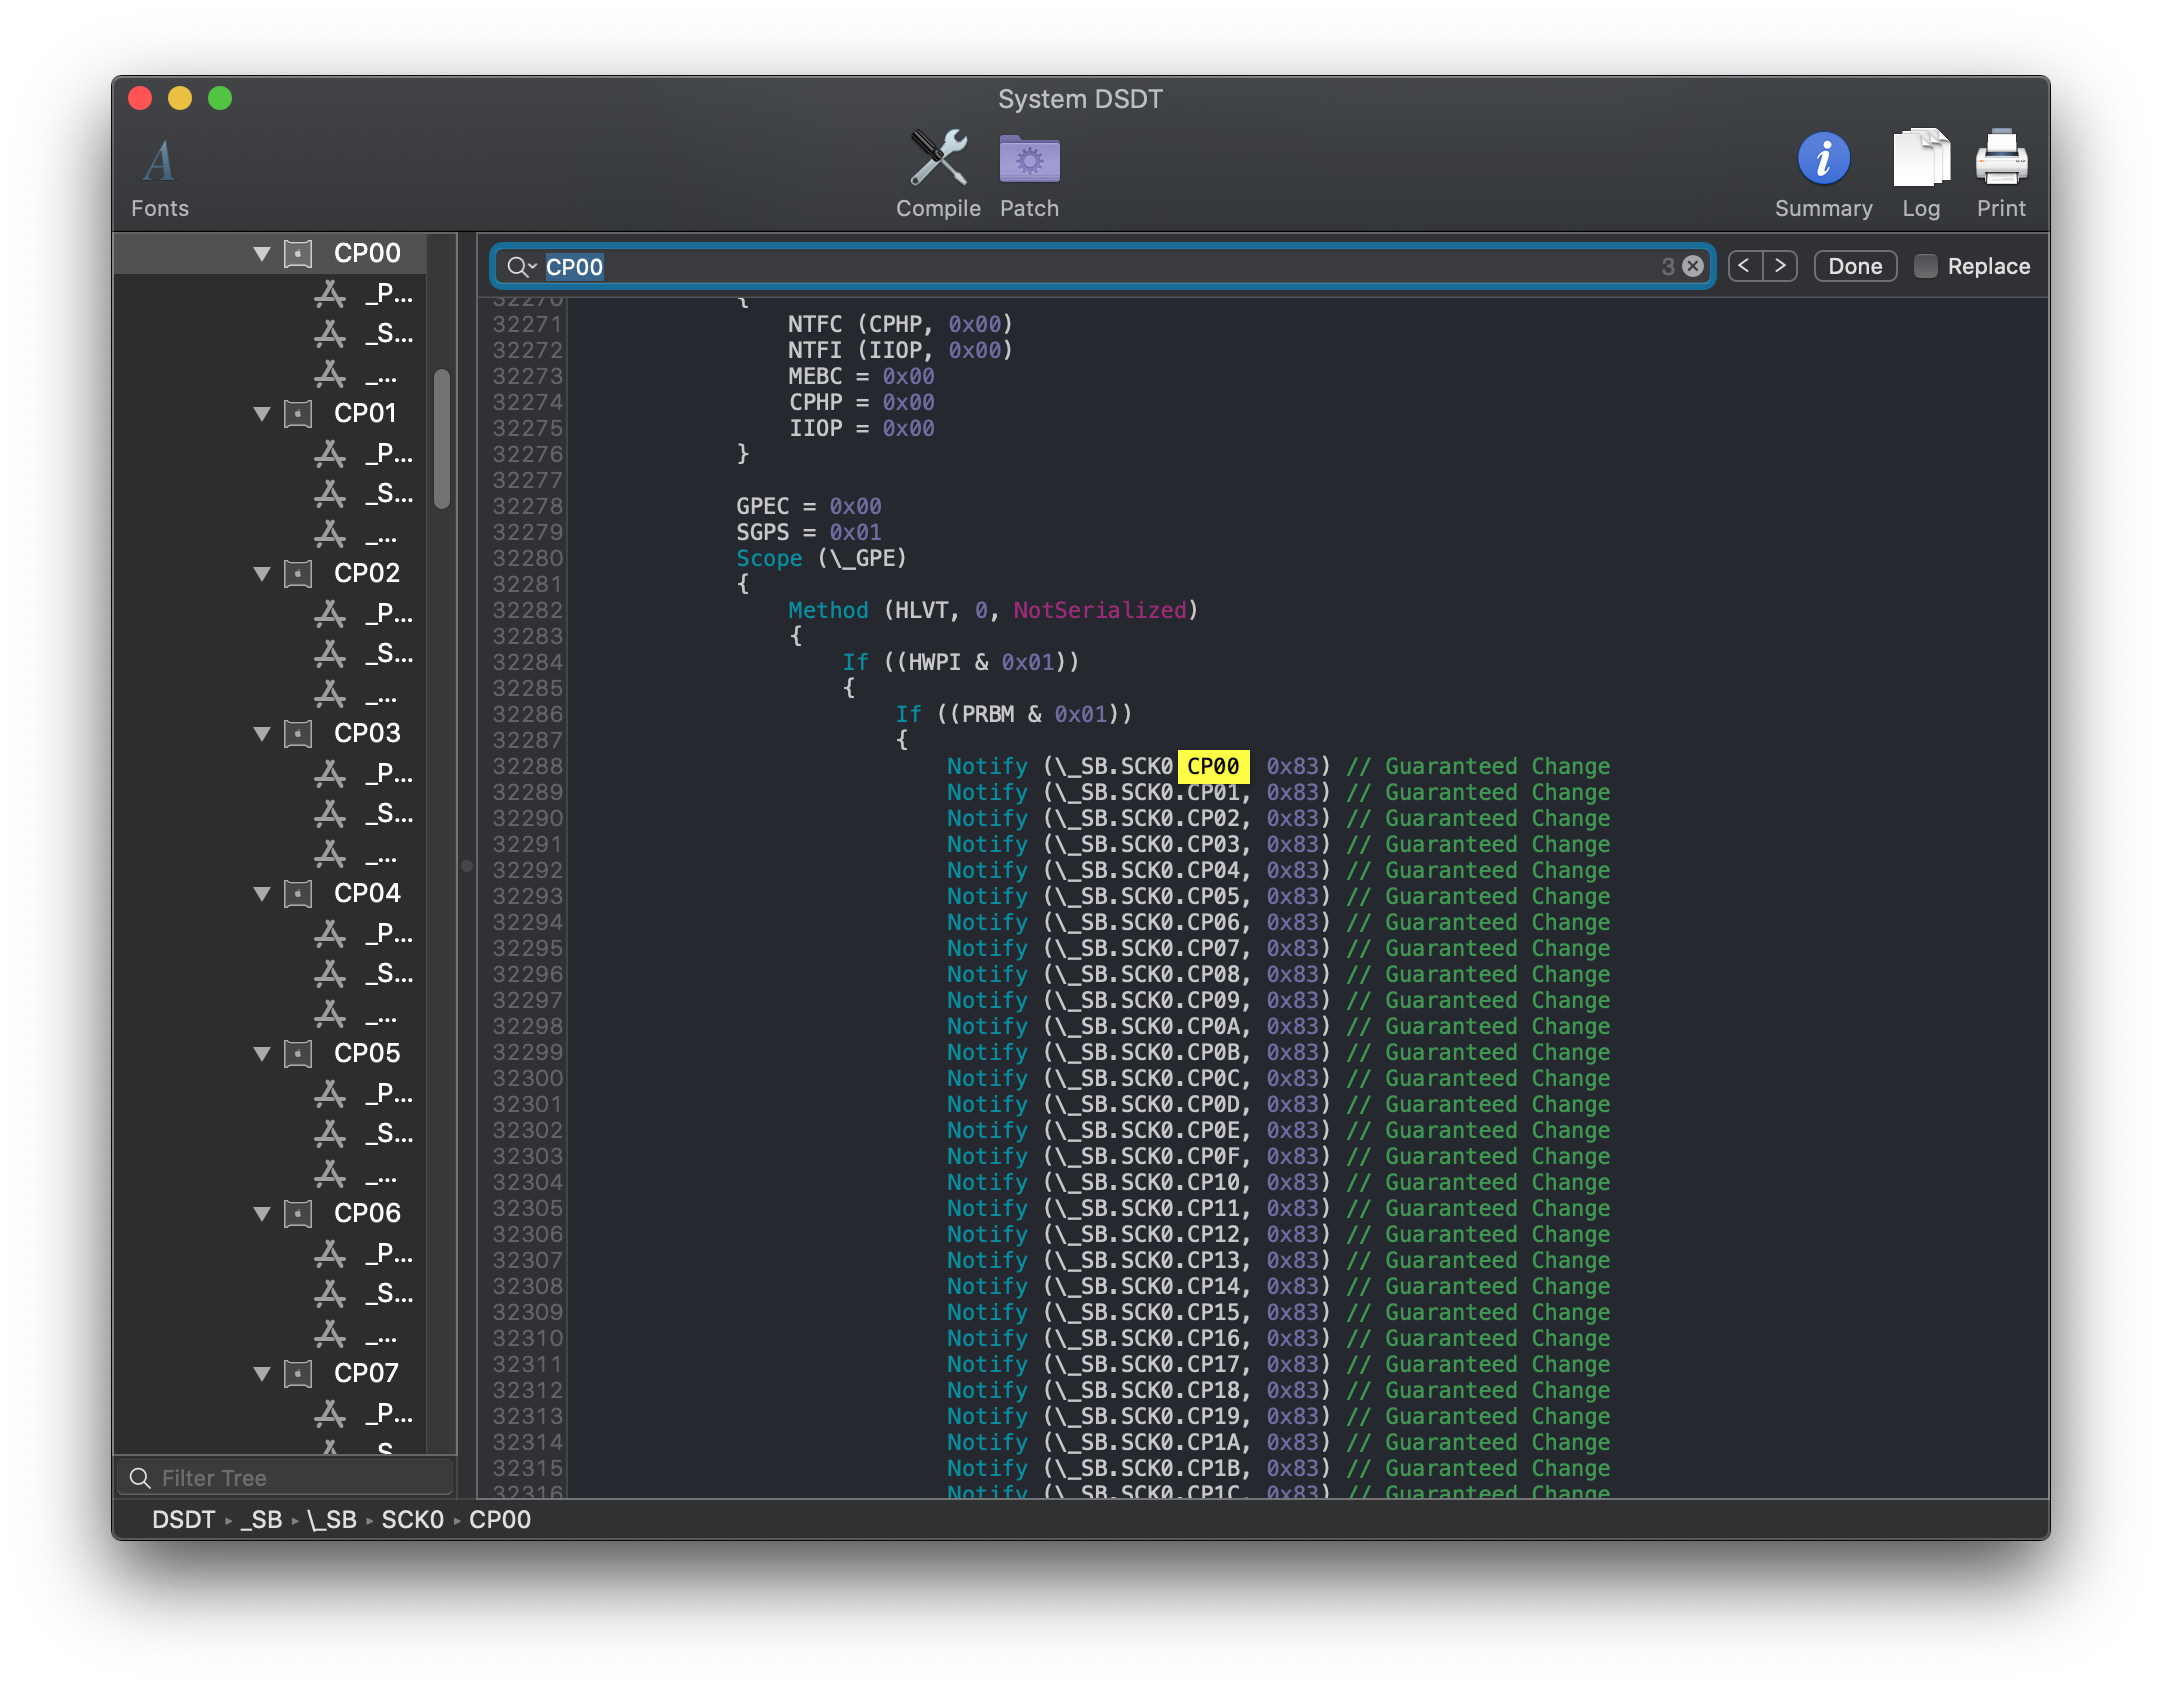 System DSDT
Fonts
Compile
Patch
Summary
Log
Print
CP00
_P...
_S...
_...
CP01
_P...
_S...
_...
CP02
_P...
_S...
_...
CP03
_P...
_S...
_...
CP04
_P...
_S...
_...
CP05
_P...
_S...
_...
CP06
_P...
_S...
_...
CP07
_P...
_S
Filter Tree
CP00 3 < > Done Replace
32270 {
32271 NTFC (CPHP, 0x00)
32272 NTFI (IIOP, 0x00)
32273 MEBC = 0x00
32274 CPHP = 0x00
32275 IIOP = 0x00
32276 }
32277
32278 GPEC = 0x00
32279 SGPS = 0x01
32280 Scope (\_GPE)
32281 {
32282 Method (HLVT, 0, NotSerialized)
32283 {
32284 If ((HWPI & 0x01))
32285 {
32286 If ((PRBM & 0x01))
32287 {
32288 Notify (\_SB.SCK0 CP00 0x83) // Guaranteed Change
32289 Notify (\_SB.SCK0.CP01, 0x83) // Guaranteed Change
32290 Notify (\_SB.SCK0.CP02, 0x83) // Guaranteed Change
32291 Notify (\_SB.SCK0.CP03, 0x83) // Guaranteed Change
32292 Notify (\_SB.SCK0.CP04, 0x83) // Guaranteed Change
32293 Notify (\_SB.SCK0.CP05, 0x83) // Guaranteed Change
32294 Notify (\_SB.SCK0.CP06, 0x83) // Guaranteed Change
32295 Notify (\_SB.SCK0.CP07, 0x83) // Guaranteed Change
32296 Notify (\_SB.SCK0.CP08, 0x83) // Guaranteed Change
32297 Notify (\_SB.SCK0.CP09, 0x83) // Guaranteed Change
32298 Notify (\_SB.SCK0.CP0A, 0x83) // Guaranteed Change
32299 Notify (\_SB.SCK0.CP0B, 0x83) // Guaranteed Change
32300 Notify (\_SB.SCK0.CP0C, 0x83) // Guaranteed Change
32301 Notify (\_SB.SCK0.CP0D, 0x83) // Guaranteed Change
32302 Notify (\_SB.SCK0.CP0E, 0x83) // Guaranteed Change
32303 Notify (\_SB.SCK0.CP0F, 0x83) // Guaranteed Change
32304 Notify (\_SB.SCK0.CP10, 0x83) // Guaranteed Change
32305 Notify (\_SB.SCK0.CP11, 0x83) // Guaranteed Change
32306 Notify (\_SB.SCK0.CP12, 0x83) // Guaranteed Change
32307 Notify (\_SB.SCK0.CP13, 0x83) // Guaranteed Change
32308 Notify (\_SB.SCK0.CP14, 0x83) // Guaranteed Change
32309 Notify (\_SB.SCK0.CP15, 0x83) // Guaranteed Change
32310 Notify (\_SB.SCK0.CP16, 0x83) // Guaranteed Change
32311 Notify (\_SB.SCK0.CP17, 0x83) // Guaranteed Change
32312 Notify (\_SB.SCK0.CP18, 0x83) // Guaranteed Change
32313 Notify (\_SB.SCK0.CP19, 0x83) // Guaranteed Change
32314 Notify (\_SB.SCK0.CP1A, 0x83) // Guaranteed Change
32315 Notify (\_SB.SCK0.CP1B, 0x83) // Guaranteed Change
32316 Notify (\_SB.SCK0.CP1C, 0x83) // Guaranteed Change
DSDT ▸ _SB ▸ \_SB ▸ SCK0 ▸ CP00